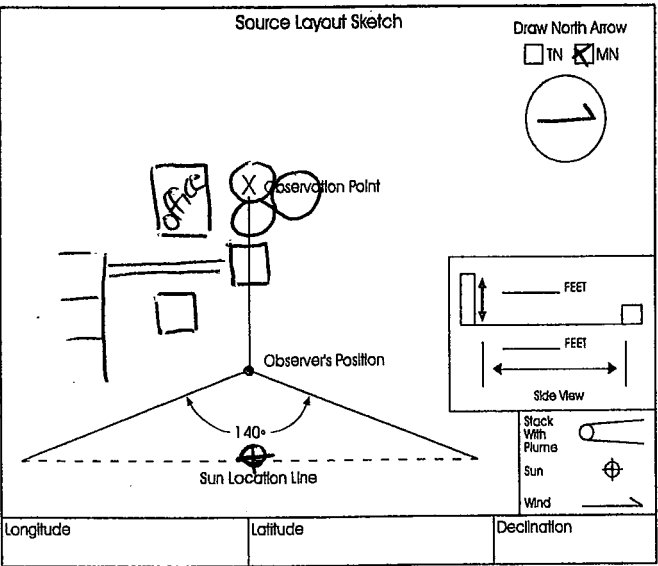 Source Layout Sketch
Draw North Arrow
TN X MN
office
X Observation Point
FEET
FEET
Side View
Observer's Position
140°
Sun Location Line
Stack
With
Plume
Sun
Wind
Longitude
Latitude
Declination